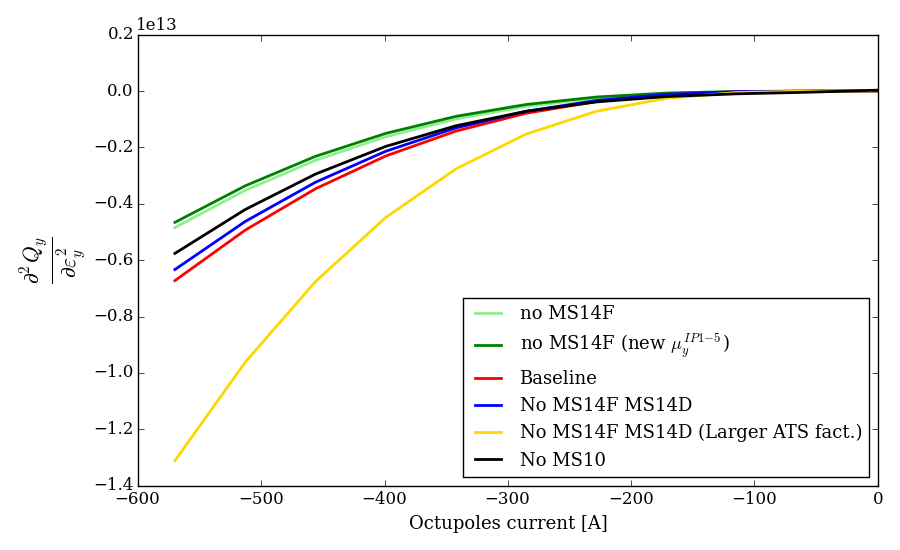 1e13
0.2
0.0
−0.2
−0.4
−0.6
−0.8
−1.0
−1.2
−1.4
∂²Q_y
∂ε²_y
no MS14F
no MS14F (new μ_y^{IP1−5})
Baseline
No MS14F MS14D
No MS14F MS14D (Larger ATS fact.)
No MS10
−600 −500 −400 −300 −200 −100 0
Octupoles current [A]